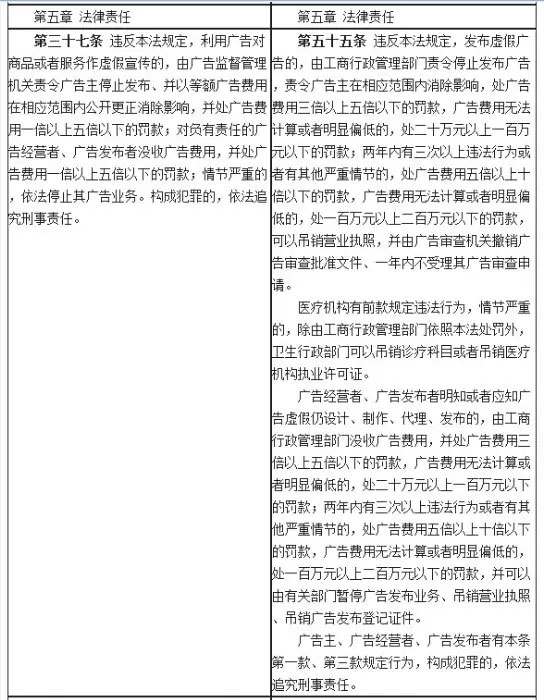 第五章 法律责任
第三十七条 违反本法规定，利用广告对
商品或者服务作虚假宣传的，由广告监督管理
机关责令广告主停止发布、并以等额广告费用
在相应范围内公开更正消除影响，并处广告费
用一倍以上五倍以下的罚款；对负有责任的广
告经营者、广告发布者没收广告费用，并处广
告费用一倍以上五倍以下的罚款；情节严重的
，依法停止其广告业务。构成犯罪的，依法追
究刑事责任。
第五章 法律责任
第五十五条 违反本法规定，发布虚假广
告的，由工商行政管理部门责令停止发布广告
，责令广告主在相应范围内消除影响，处广告
费用三倍以上五倍以下的罚款，广告费用无法
计算或者明显偏低的，处二十万元以上一百万
元以下的罚款；两年内有三次以上违法行为或
者有其他严重情节的，处广告费用五倍以上十
倍以下的罚款，广告费用无法计算或者明显偏
低的，处一百万元以上二百万元以下的罚款，
可以吊销营业执照，并由广告审查机关撤销广
告审查批准文件、一年内不受理其广告审查申
请。
医疗机构有前款规定违法行为，情节严重
的，除由工商行政管理部门依照本法处罚外，
卫生行政部门可以吊销诊疗科目或者吊销医疗
机构执业许可证。
广告经营者、广告发布者明知或者应知广
告虚假仍设计、制作、代理、发布的，由工商
行政管理部门没收广告费用，并处广告费用三
倍以上五倍以下的罚款，广告费用无法计算或
者明显偏低的，处二十万元以上一百万元以下
的罚款；两年内有三次以上违法行为或者有其
他严重情节的，处广告费用五倍以上十倍以下
的罚款，广告费用无法计算或者明显偏低的，
处一百万元以上二百万元以下的罚款，并可以
由有关部门暂停广告发布业务、吊销营业执照
、吊销广告发布登记证件。
广告主、广告经营者、广告发布者有本条
第一款、第三款规定行为，构成犯罪的，依法
追究刑事责任。